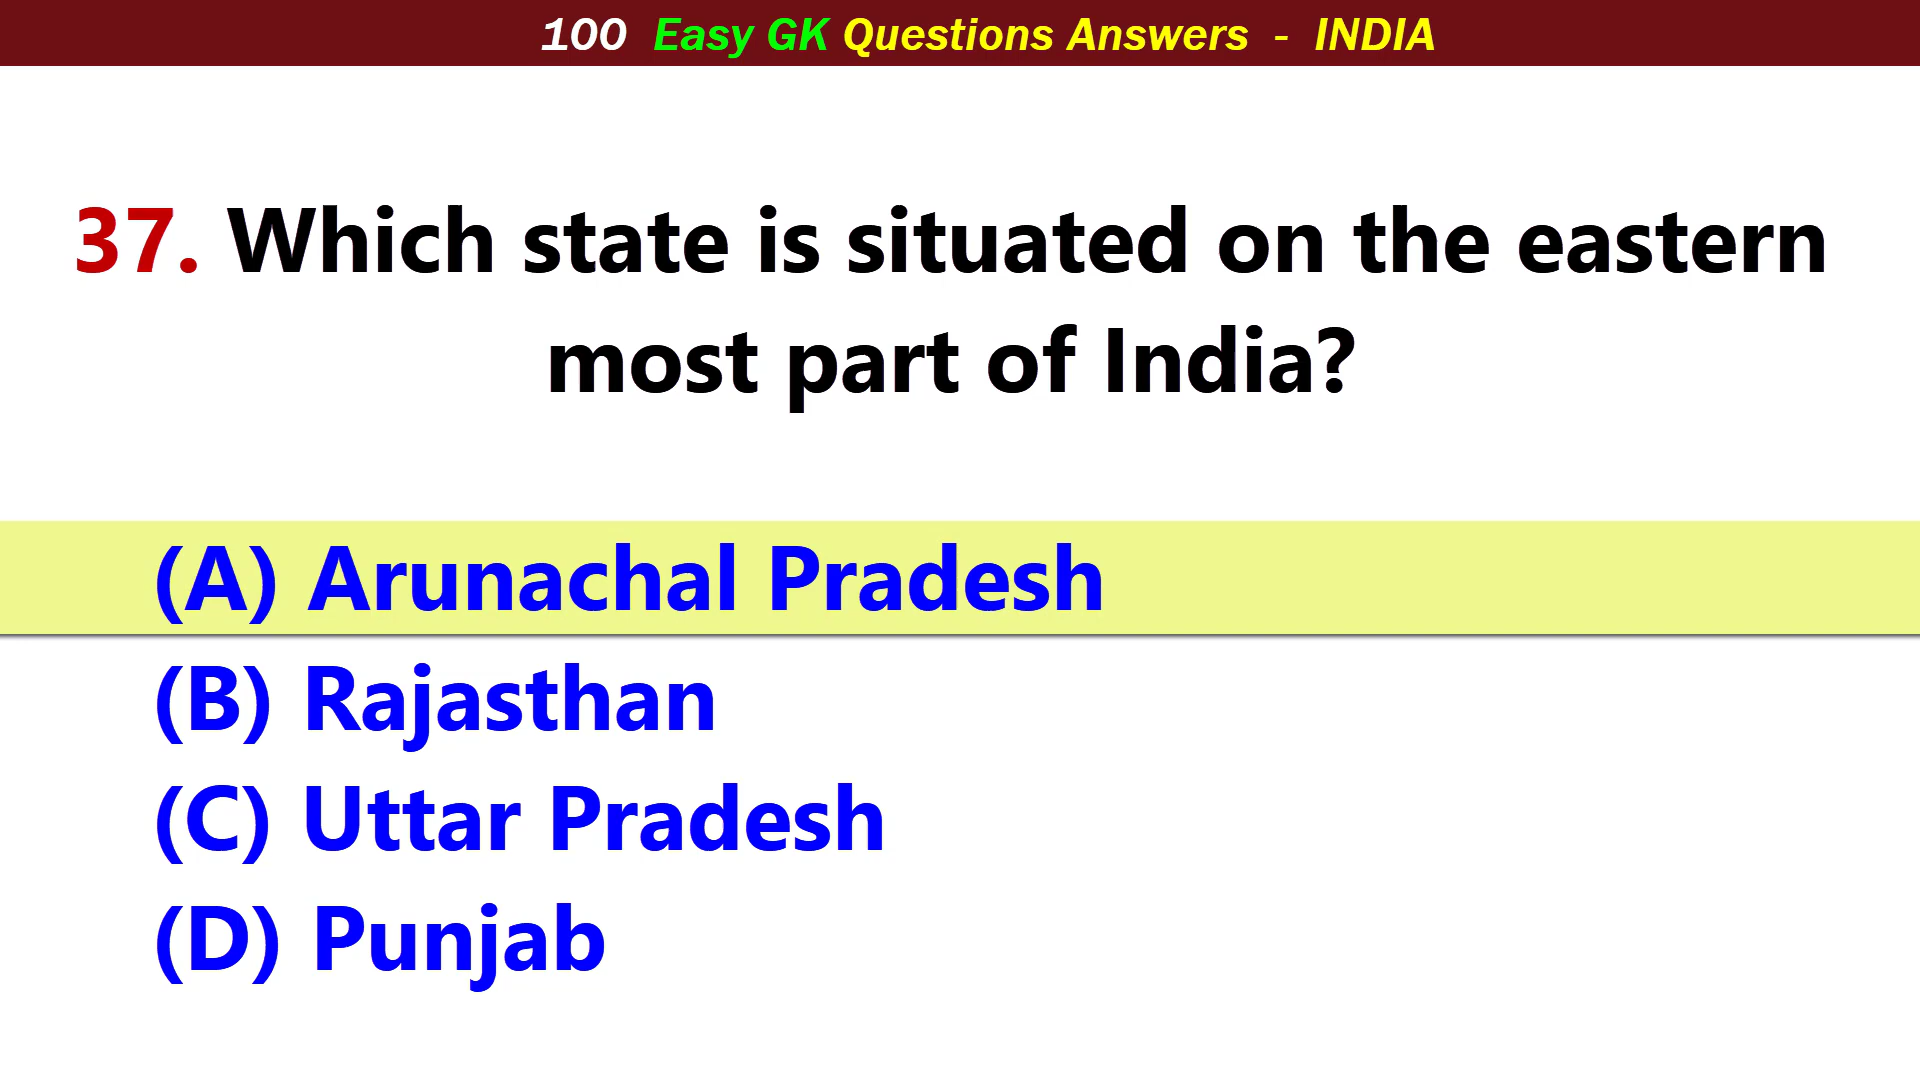 100 Easy GK Questions Answers - INDIA
37. Which state is situated on the eastern
most part of India?
(A) Arunachal Pradesh
(B) Rajasthan
(C) Uttar Pradesh
(D) Punjab